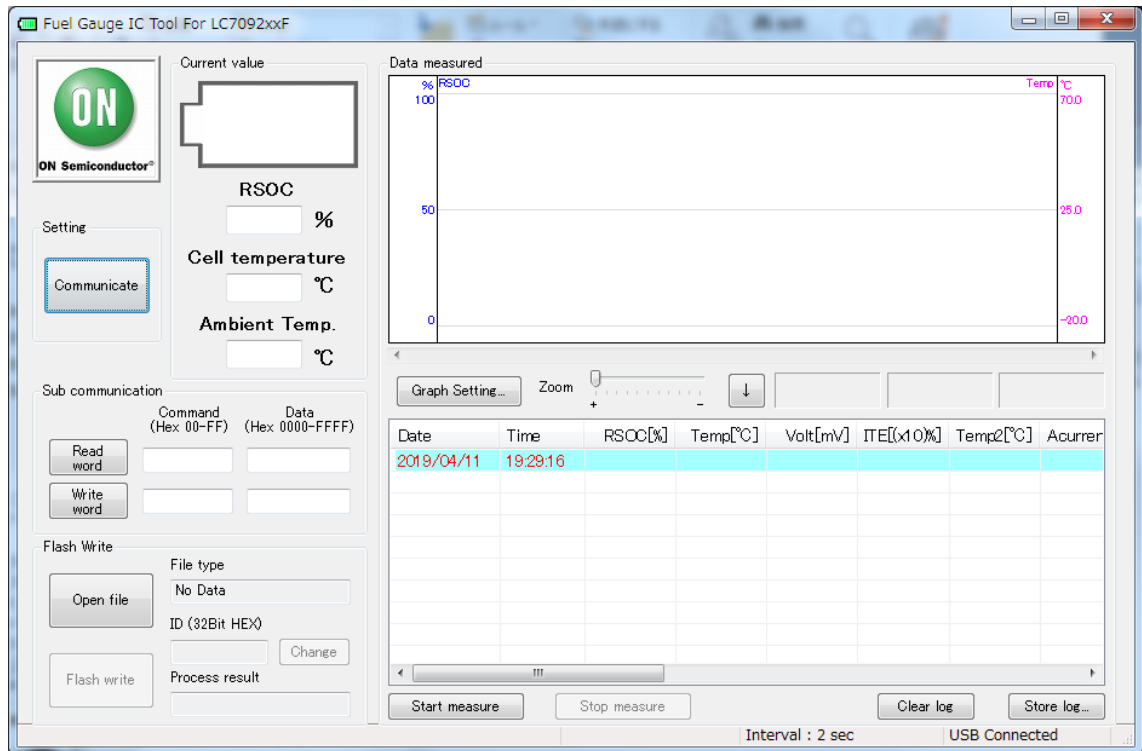 Fuel Gauge IC Tool For LC7092xxF
ON
ON Semiconductor®
Current value
RSOC
%
Cell temperature
℃
Ambient Temp.
℃
Setting
Communicate
Data measured
% RSOC
Temp ℃
100
70.0
50
25.0
0
-20.0
Graph Setting...
Zoom
+
-
↓
Sub communication
Command
(Hex 00-FF)
Data
(Hex 0000-FFFF)
Read
word
Write
word
Date Time RSOC[%] Temp[℃] Volt[mV] ITE[(x10)%] Temp2[℃] Acurrer
2019/04/11 19:29:16
Flash Write
Open file
File type
No Data
ID (32Bit HEX)
Change
Flash write
Process result
Start measure
Stop measure
Clear log
Store log...
Interval : 2 sec
USB Connected